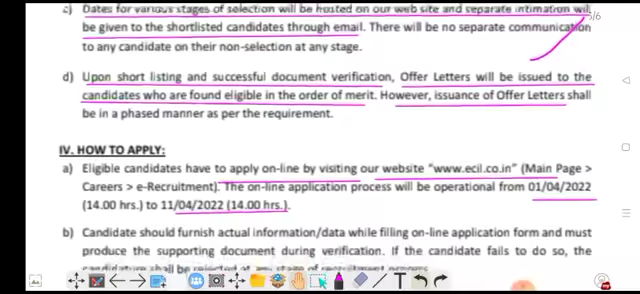 c) Dates for various stages of selection will be hosted on our web site and separate intimation will
5/6
be given to the shortlisted candidates through email. There will be no separate communication
to any candidate on their non-selection at any stage.
d) Upon short listing and successful document verification, Offer Letters will be issued to the
candidates who are found eligible in the order of merit. However, issuance of Offer Letters shall
be in a phased manner as per the requirement.
IV. HOW TO APPLY:
a) Eligible candidates have to apply on-line by visiting our website "www.ecil.co.in" (Main Page >
Careers > e-Recruitment). The on-line application process will be operational from 01/04/2022
(14.00 hrs.) to 11/04/2022 (14.00 hrs.).
b) Candidate should furnish actual information/data while filling on-line application form and must
produce the supporting document during verification. If the candidate fails to do so, the
T